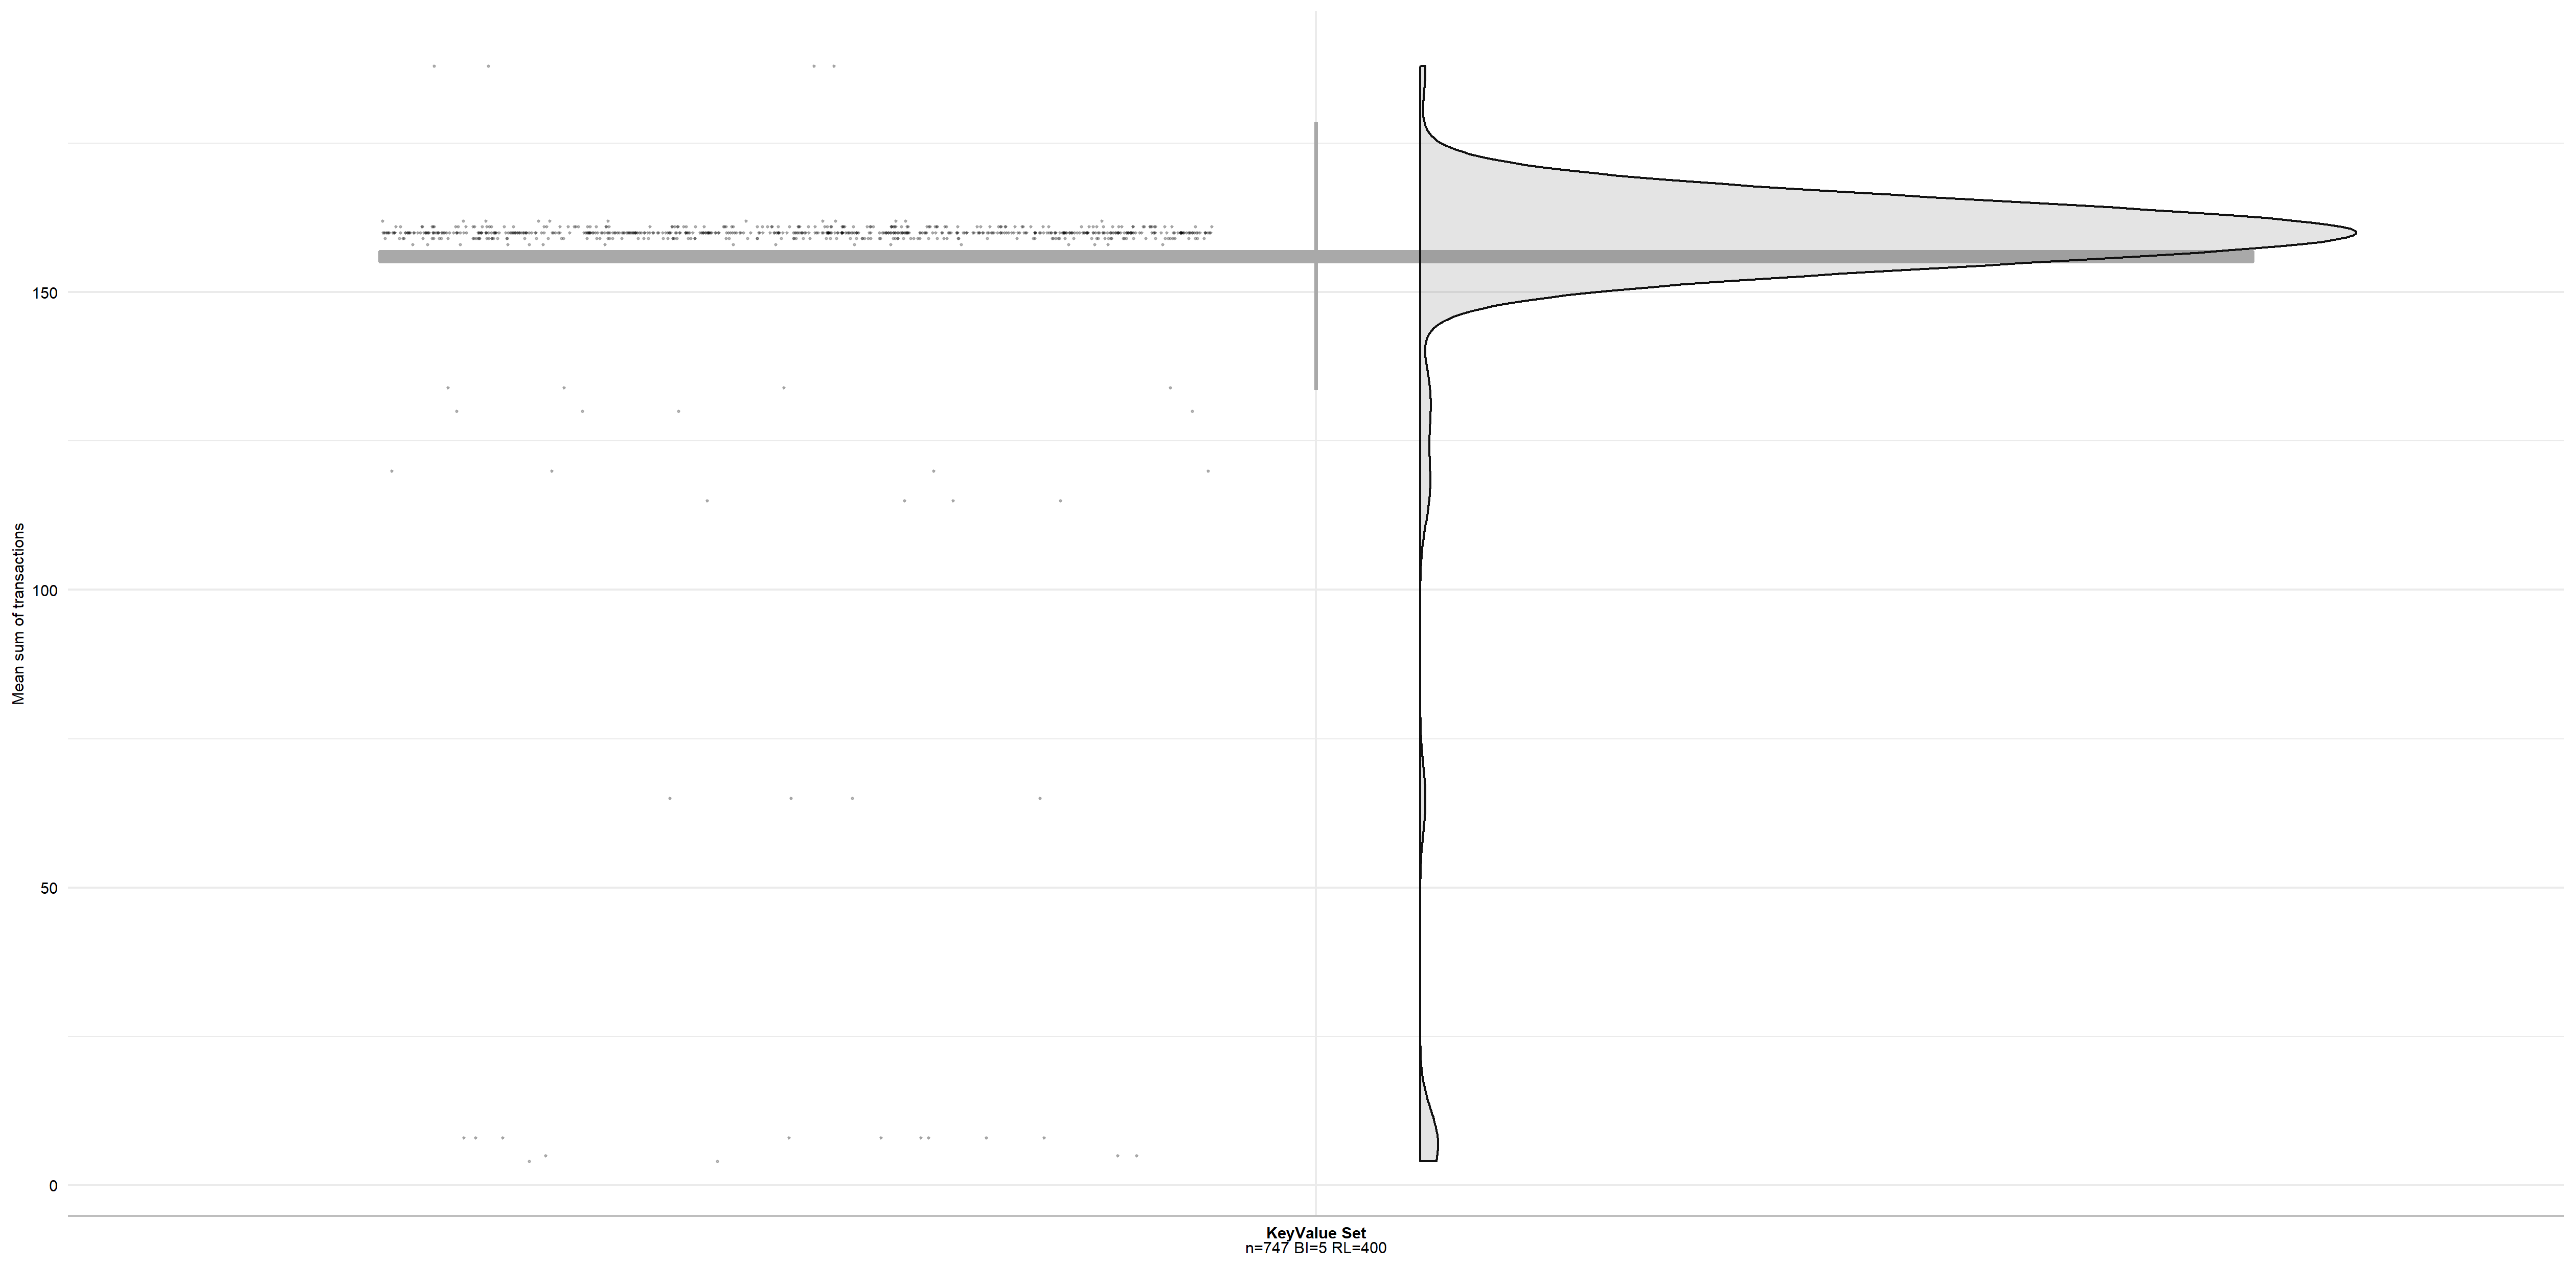 Mean sum of transactions
150
100
50
0
KeyValue Set
n=747 BI=5 RL=400